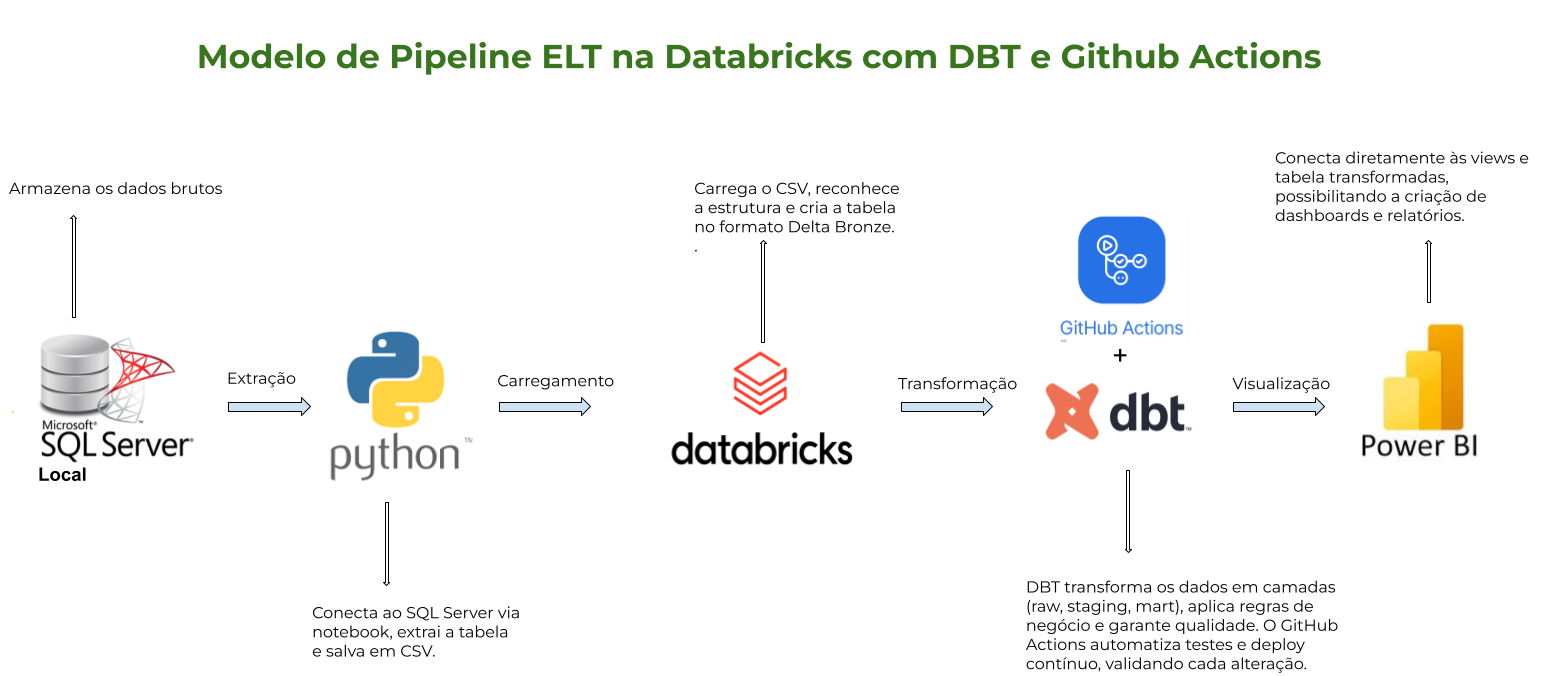 Modelo de Pipeline ELT na Databricks com DBT e Github Actions
Armazena os dados brutos
Microsoft®
SQL Server®
Local
Extração
python™
Conecta ao SQL Server via
notebook, extrai a tabela
e salva em CSV.
Carregamento
Carrega o CSV, reconhece
a estrutura e cria a tabela
no formato Delta Bronze.
.
databricks
Transformação
GitHub Actions
+
dbt™
DBT transforma os dados em camadas
(raw, staging, mart), aplica regras de
negócio e garante qualidade. O GitHub
Actions automatiza testes e deploy
contínuo, validando cada alteração.
Visualização
Conecta diretamente às views e
tabela transformadas,
possibilitando a criação de
dashboards e relatórios.
Power BI